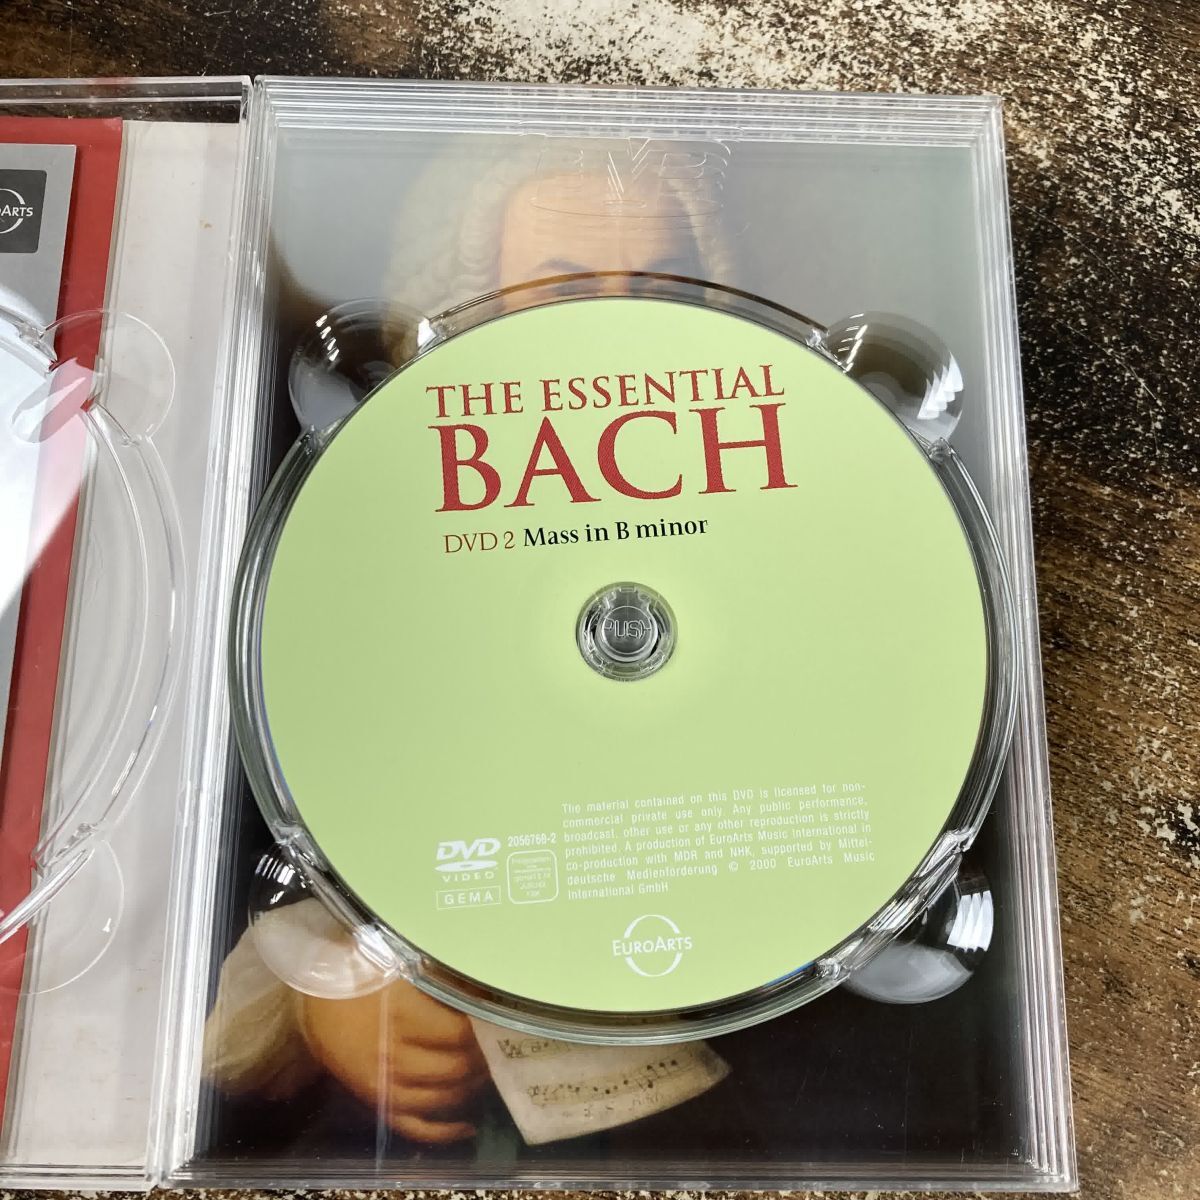 DVD
ARTS
THE ESSENTIAL
BACH
DVD 2 Mass in B minor
PUSH
The material contained on this DVD is licensed for non-
commercial private use only. Any public performance,
broadcast, other use or any other reproduction is strictly
prohibited. A production of EuroArts Music International in
co-production with MDR and NHK, supported by Mittel-
deutsche Medienförderung © 2000 EuroArts Music
International GmbH
2056768-2
DVD
VIDEO
GEMA
EUROARTS